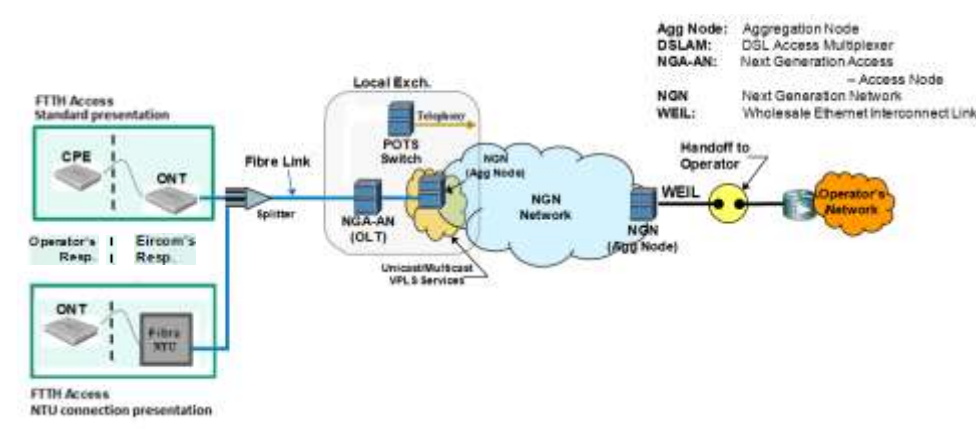 Agg Node: Aggregation Node
DSLAM: DSL Access Multiplexer
NGA-AN: Next Generation Access
– Access Node
NGN Next Generation Network
WEIL: Wholesale Ethernet Interconnect Link
Local Exch.
FTTH Access
Standard presentation
CPE
ONT
Fibre Link
Splitter
POTS
Switch
Telephony
NGN
(Agg Node)
NGA-AN
(OLT)
NGN
Network
Unicast/Multicast
VPLS Services
Handoff to
Operator
WEIL
NGN
(Agg Node)
Operator's
Network
Operator's
Resp.
Eircom's
Resp.
ONT
Fibre
NTU
FTTH Access
NTU connection presentation